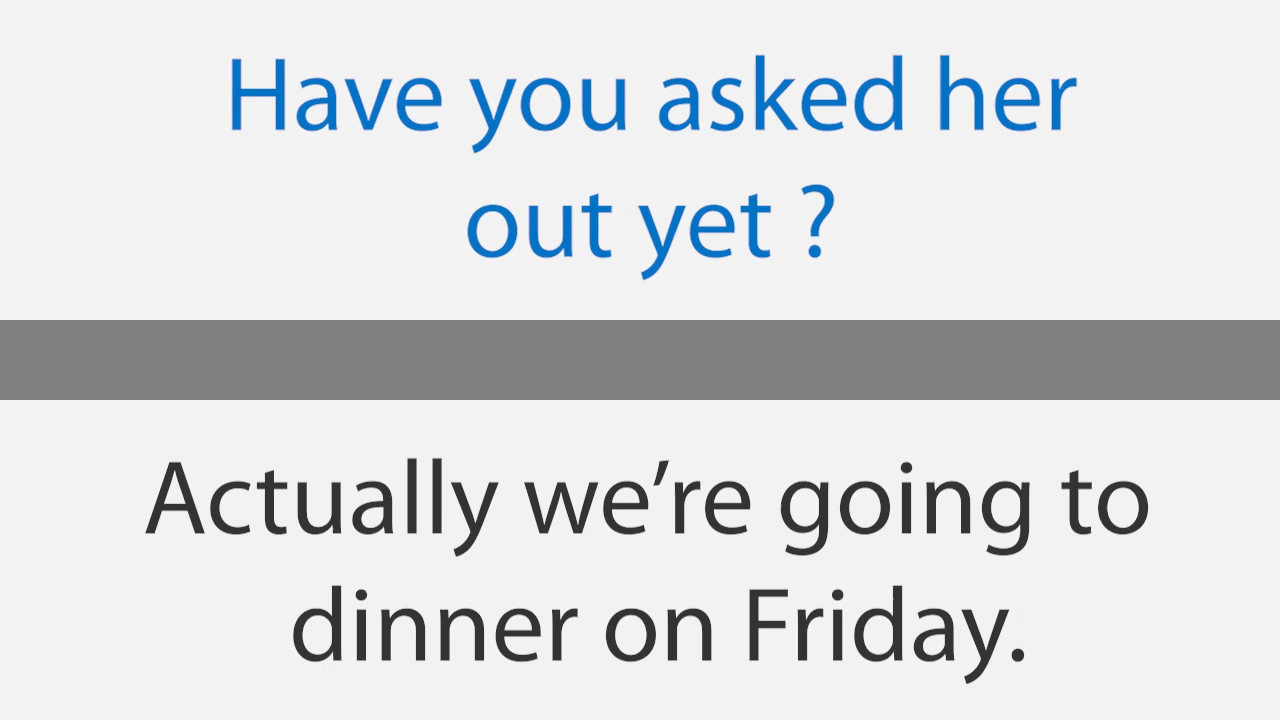 Have you asked her
out yet ?
Actually we’re going to
dinner on Friday.